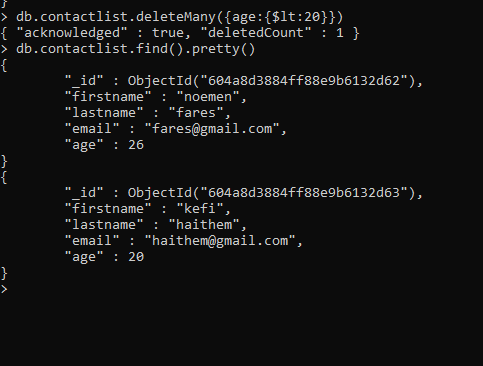 }
> db.contactlist.deleteMany({age:{$lt:20}})
{ "acknowledged" : true, "deletedCount" : 1 }
> db.contactlist.find().pretty()
{
        "_id" : ObjectId("604a8d3884ff88e9b6132d62"),
        "firstname" : "noemen",
        "lastname" : "fares",
        "email" : "fares@gmail.com",
        "age" : 26
}
{
        "_id" : ObjectId("604a8d3884ff88e9b6132d63"),
        "firstname" : "kefi",
        "lastname" : "haithem",
        "email" : "haithem@gmail.com",
        "age" : 20
}
>